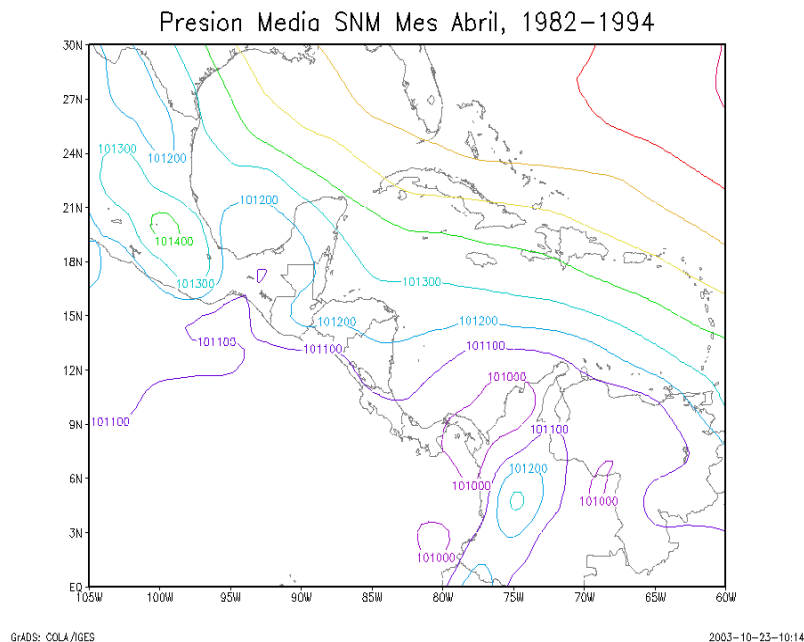 Presion Media SNM Mes Abril, 1982-1994
30N
27N
101300
101200
24N
101200
21N
101400
18N
101300
101300
15N
101200
101200
101100
101100
101100
12N
101000
101100
9N
101100
101200
6N
101000
101000
3N
101000
EQ
105W 100W 95W 90W 85W 80W 75W 70W 65W 60W
GrADS: COLA/IGES 2003-10-23-10:14